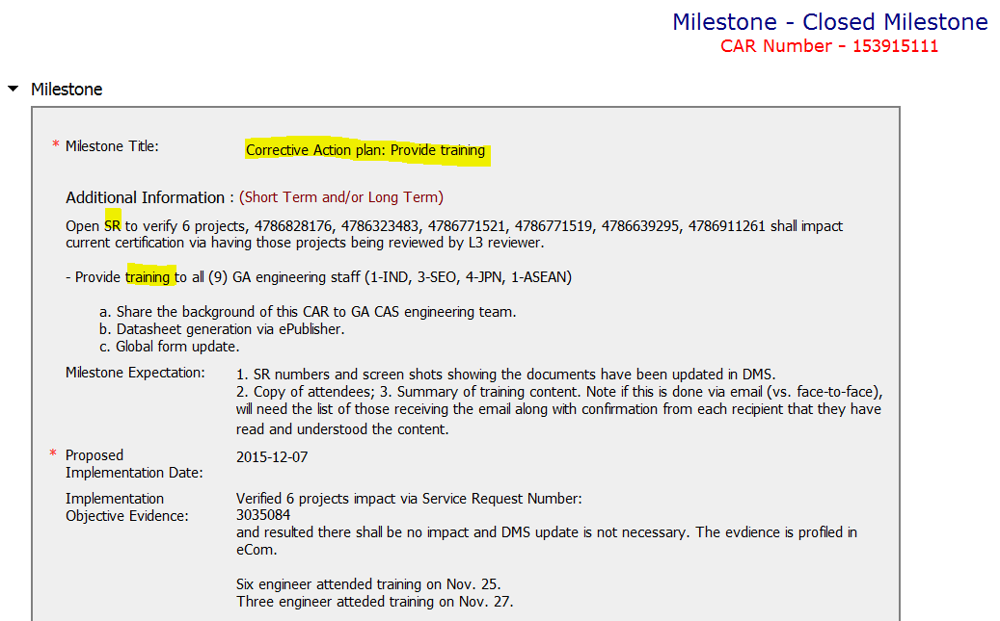 Milestone - Closed Milestone
CAR Number - 153915111
Milestone
* Milestone Title: Corrective Action plan: Provide training
Additional Information : (Short Term and/or Long Term)
Open SR to verify 6 projects, 4786828176, 4786323483, 4786771521, 4786771519, 4786639295, 4786911261 shall impact
current certification via having those projects being reviewed by L3 reviewer.
- Provide training to all (9) GA engineering staff (1-IND, 3-SEO, 4-JPN, 1-ASEAN)
a. Share the background of this CAR to GA CAS engineering team.
b. Datasheet generation via ePublisher.
c. Global form update.
Milestone Expectation: 1. SR numbers and screen shots showing the documents have been updated in DMS.
2. Copy of attendees; 3. Summary of training content. Note if this is done via email (vs. face-to-face),
will need the list of those receiving the email along with confirmation from each recipient that they have
read and understood the content.
* Proposed
Implementation Date: 2015-12-07
Implementation
Objective Evidence: Verified 6 projects impact via Service Request Number:
3035084
and resulted there shall be no impact and DMS update is not necessary. The evdience is profiled in
eCom.
Six engineer attended training on Nov. 25.
Three engineer atteded training on Nov. 27.